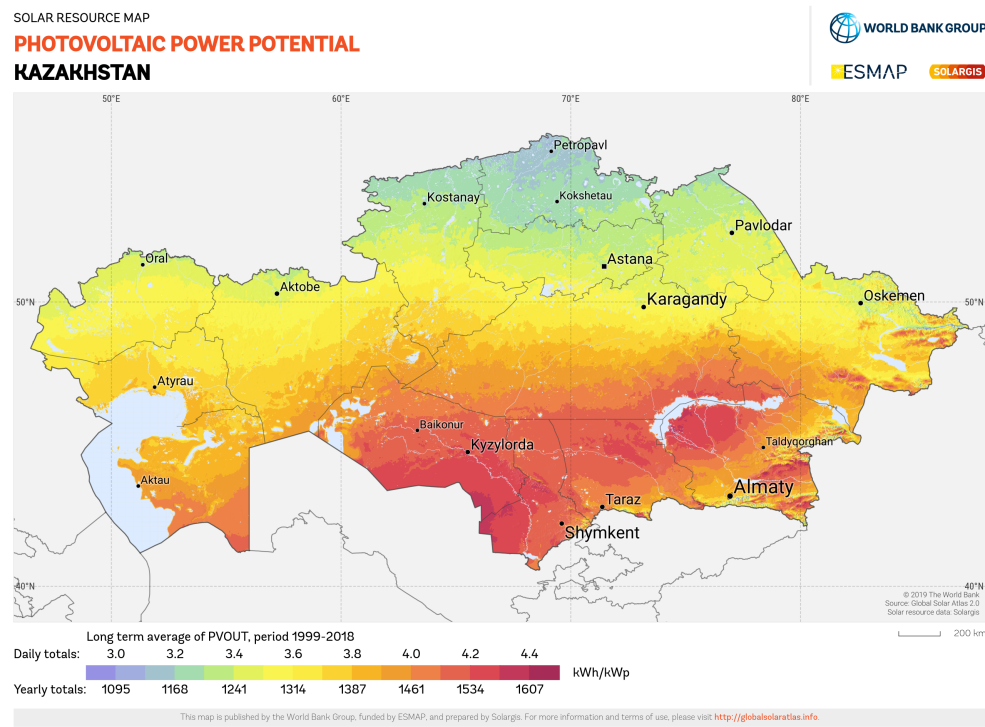 SOLAR RESOURCE MAP
PHOTOVOLTAIC POWER POTENTIAL
KAZAKHSTAN
WORLD BANK GROUP
ESMAP
SOLARGIS
50°E 60°E 70°E 80°E
Petropavl
Kostanay
Kokshetau
Pavlodar
Oral
Astana
Aktobe
Karagandy
Oskemen
50°N 50°N
Atyrau
Baikonur
Kyzylorda
Taldyqorghan
Aktau
Almaty
Taraz
Shymkent
40°N 40°N
© 2019 The World Bank
Source: Global Solar Atlas 2.0
Solar resource data: Solargis
200 km
Long term average of PVOUT, period 1999-2018
Daily totals: 3.0 3.2 3.4 3.6 3.8 4.0 4.2 4.4
kWh/kWp
Yearly totals: 1095 1168 1241 1314 1387 1461 1534 1607
This map is published by the World Bank Group, funded by ESMAP, and prepared by Solargis. For more information and terms of use, please visit http://globalsolaratlas.info.